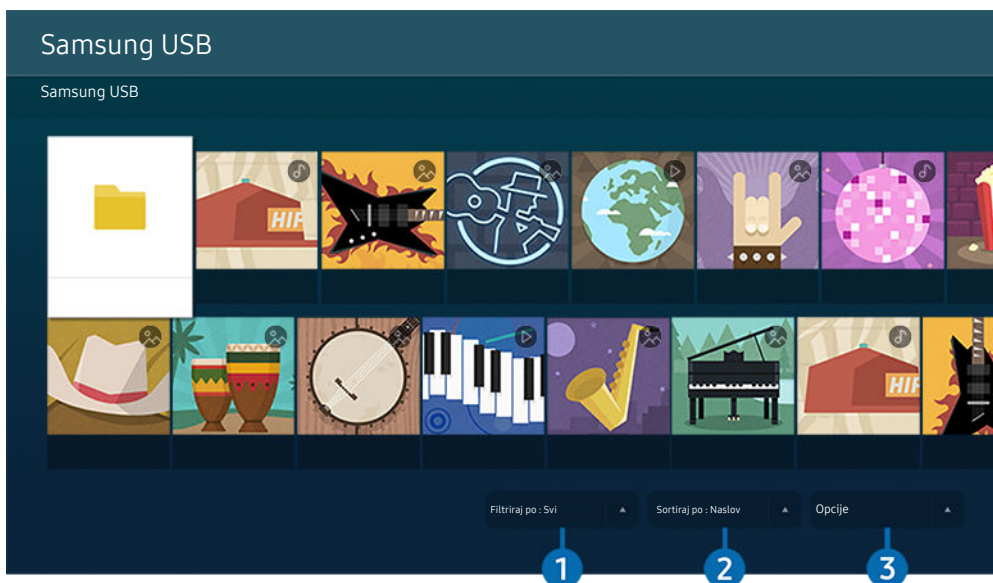 Samsung USB
Samsung USB
HIP
HIP
Filtriraj po : Svi
Sortiraj po : Naslov
Opcije
1
2
3